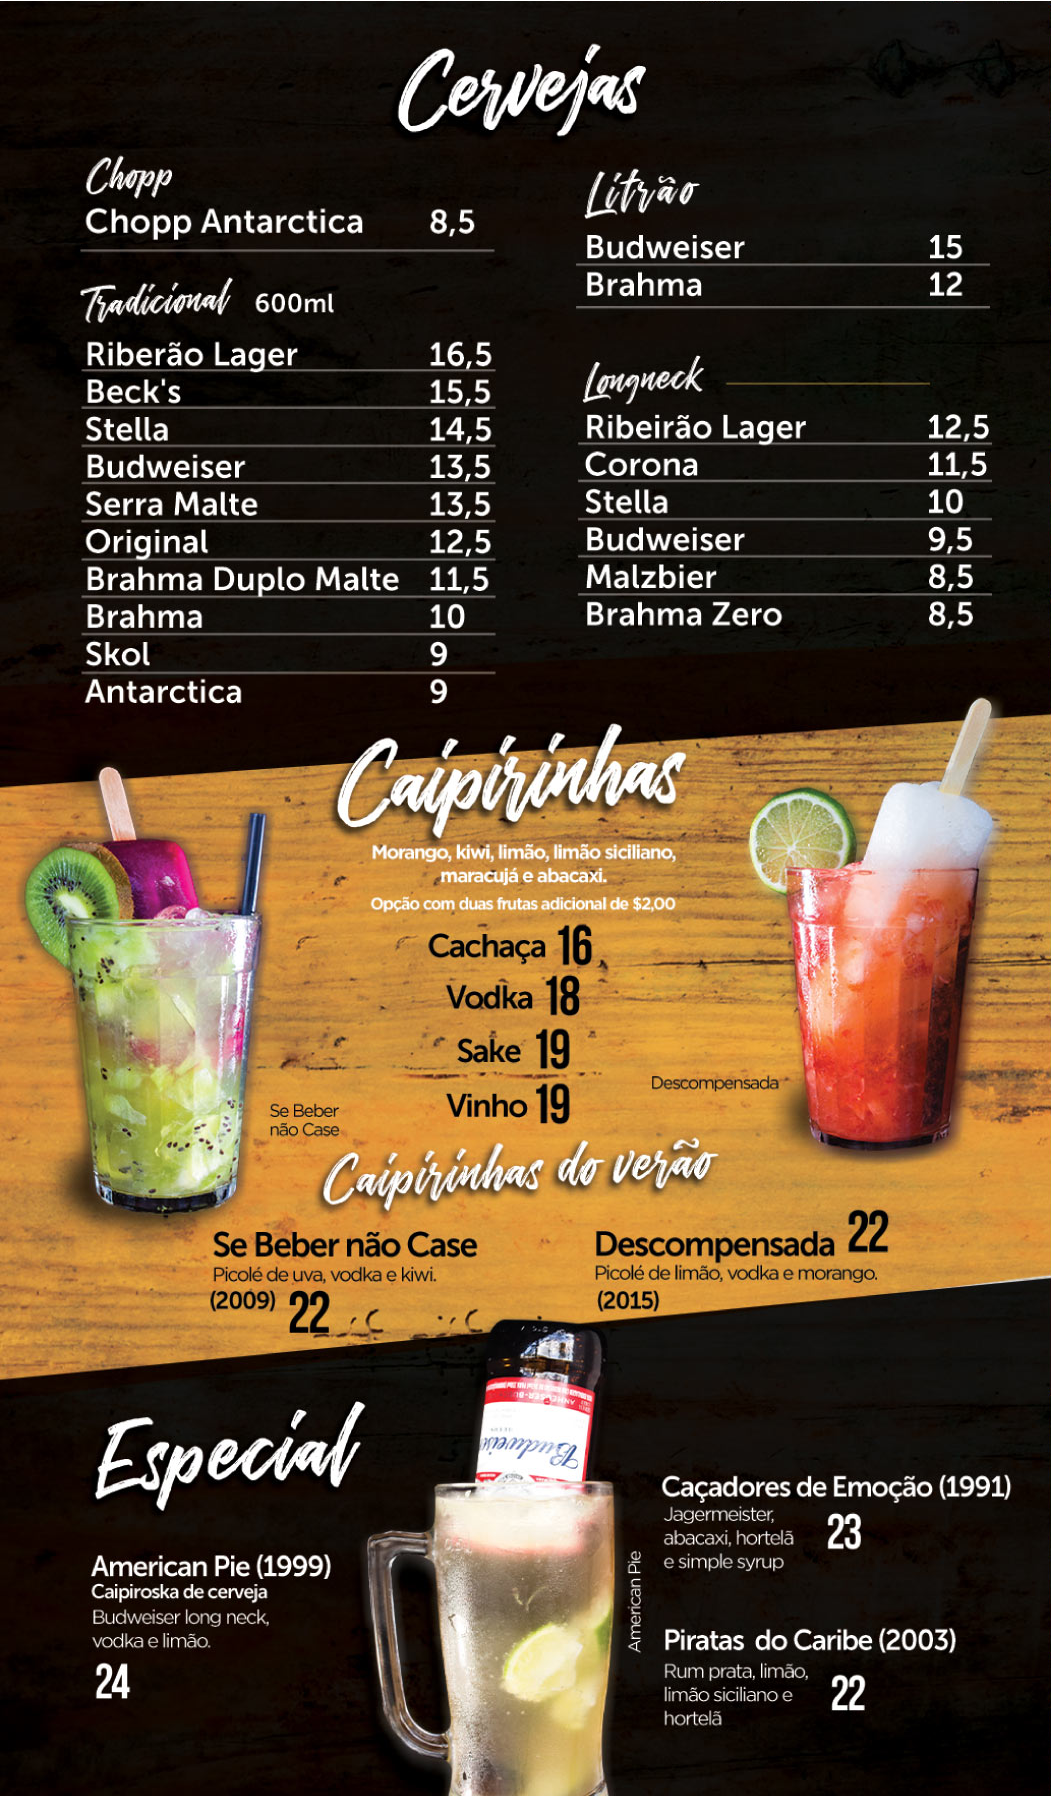 Cervejas
Chopp
Chopp Antarctica 8,5
Tradicional 600ml
Riberão Lager 16,5
Beck's 15,5
Stella 14,5
Budweiser 13,5
Serra Malte 13,5
Original 12,5
Brahma Duplo Malte 11,5
Brahma 10
Skol 9
Antarctica 9
Litrão
Budweiser 15
Brahma 12
Longneck
Ribeirão Lager 12,5
Corona 11,5
Stella 10
Budweiser 9,5
Malzbier 8,5
Brahma Zero 8,5
Caipirinhas
Morango, kiwi, limão, limão siciliano,
maracujá e abacaxi.
Opção com duas frutas adicional de $2,00
Cachaça 16
Vodka 18
Sake 19
Vinho 19
Se Beber
não Case
Descompensada
Caipirinhas do verão
Se Beber não Case
Picolé de uva, vodka e kiwi.
(2009) 22
Descompensada 22
Picolé de limão, vodka e morango.
(2015)
Especial
American Pie (1999)
Caipiroska de cerveja
Budweiser long neck,
vodka e limão.
24
Budweise
American Pie
Caçadores de Emoção (1991)
Jagermeister,
abacaxi, hortelã 23
e simple syrup
Piratas do Caribe (2003)
Rum prata, limão,
limão siciliano e 22
hortelã